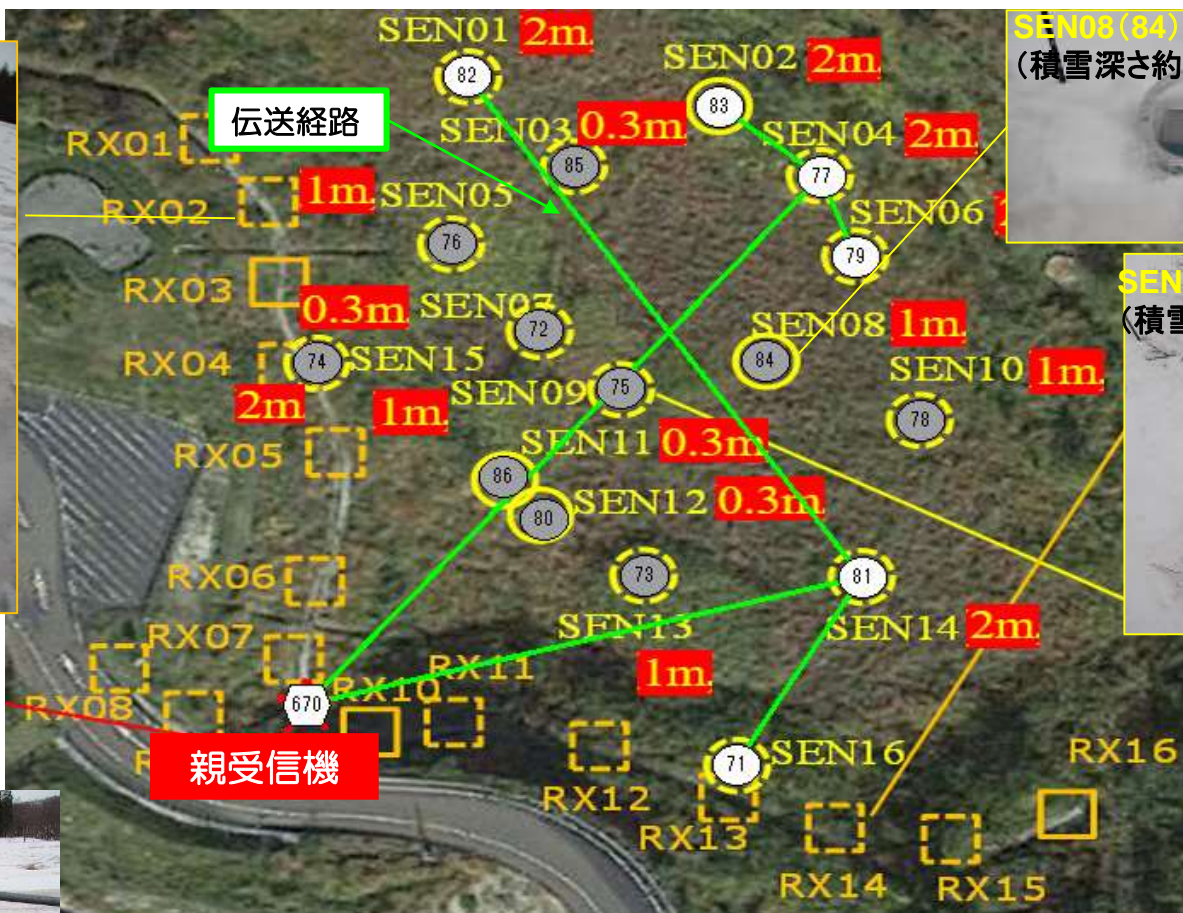 SEN01 2m.
82
SEN02 2m.
83
SEN08(84)
(積雪深さ約
伝送経路
SEN03 0.3m.
85
SEN04 2m.
77
RX01
RX02
1m.
SEN05
76
SEN06
79
RX03
0.3m.
SEN07
72
SEN08 1m.
84
SEN
(積雪
RX04
74
SEN15
2m.
SEN09
75
1m.
SEN10 1m.
78
RX05
SEN11 0.3m.
86
SEN12 0.3m.
80
RX06
73
SEN13
1m.
81
SEN14 2m.
RX07
RX08
670
RX10
RX11
親受信機
71
SEN16
RX12
RX13
RX14
RX15
RX16